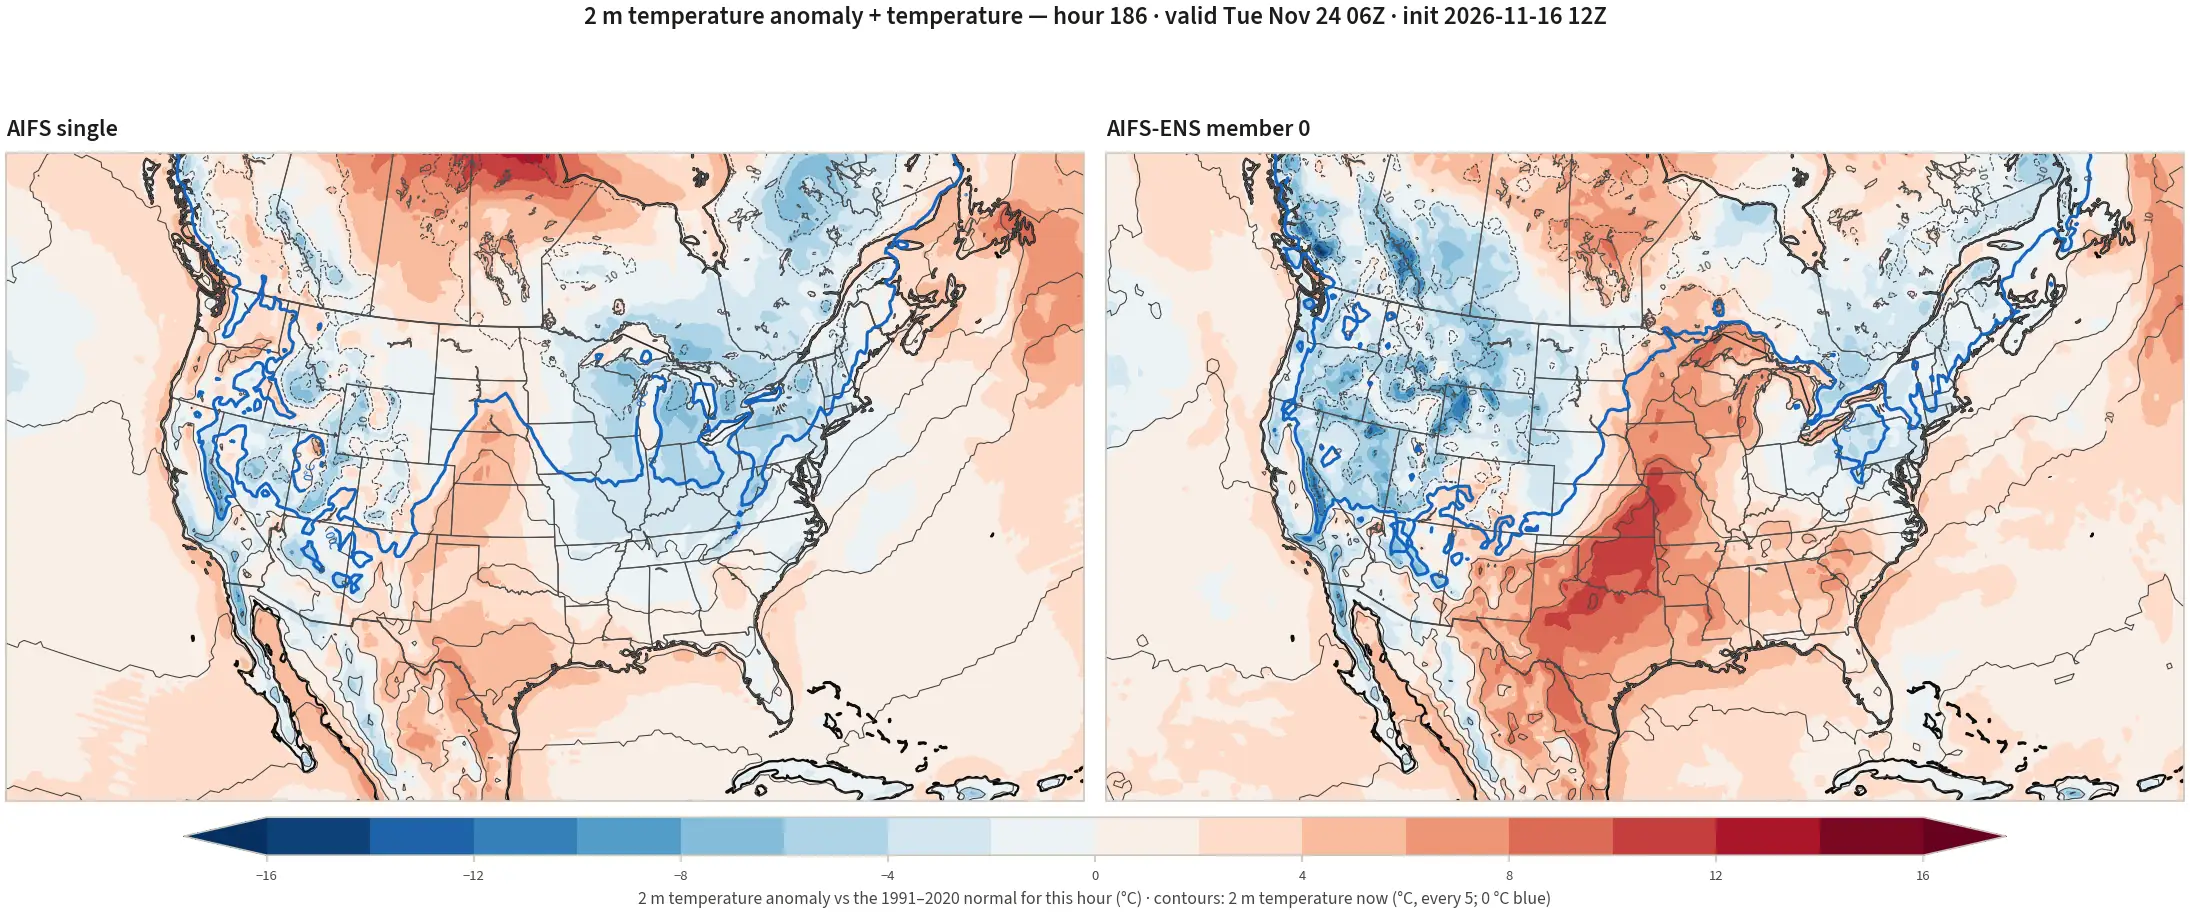 2 m temperature anomaly + temperature — hour 186 · valid Tue Nov 24 06Z · init 2026-11-16 12Z
AIFS single
AIFS-ENS member 0
−16 −12 −8 −4 0 4 8 12 16
2 m temperature anomaly vs the 1991–2020 normal for this hour (°C) · contours: 2 m temperature now (°C, every 5; 0 °C blue)